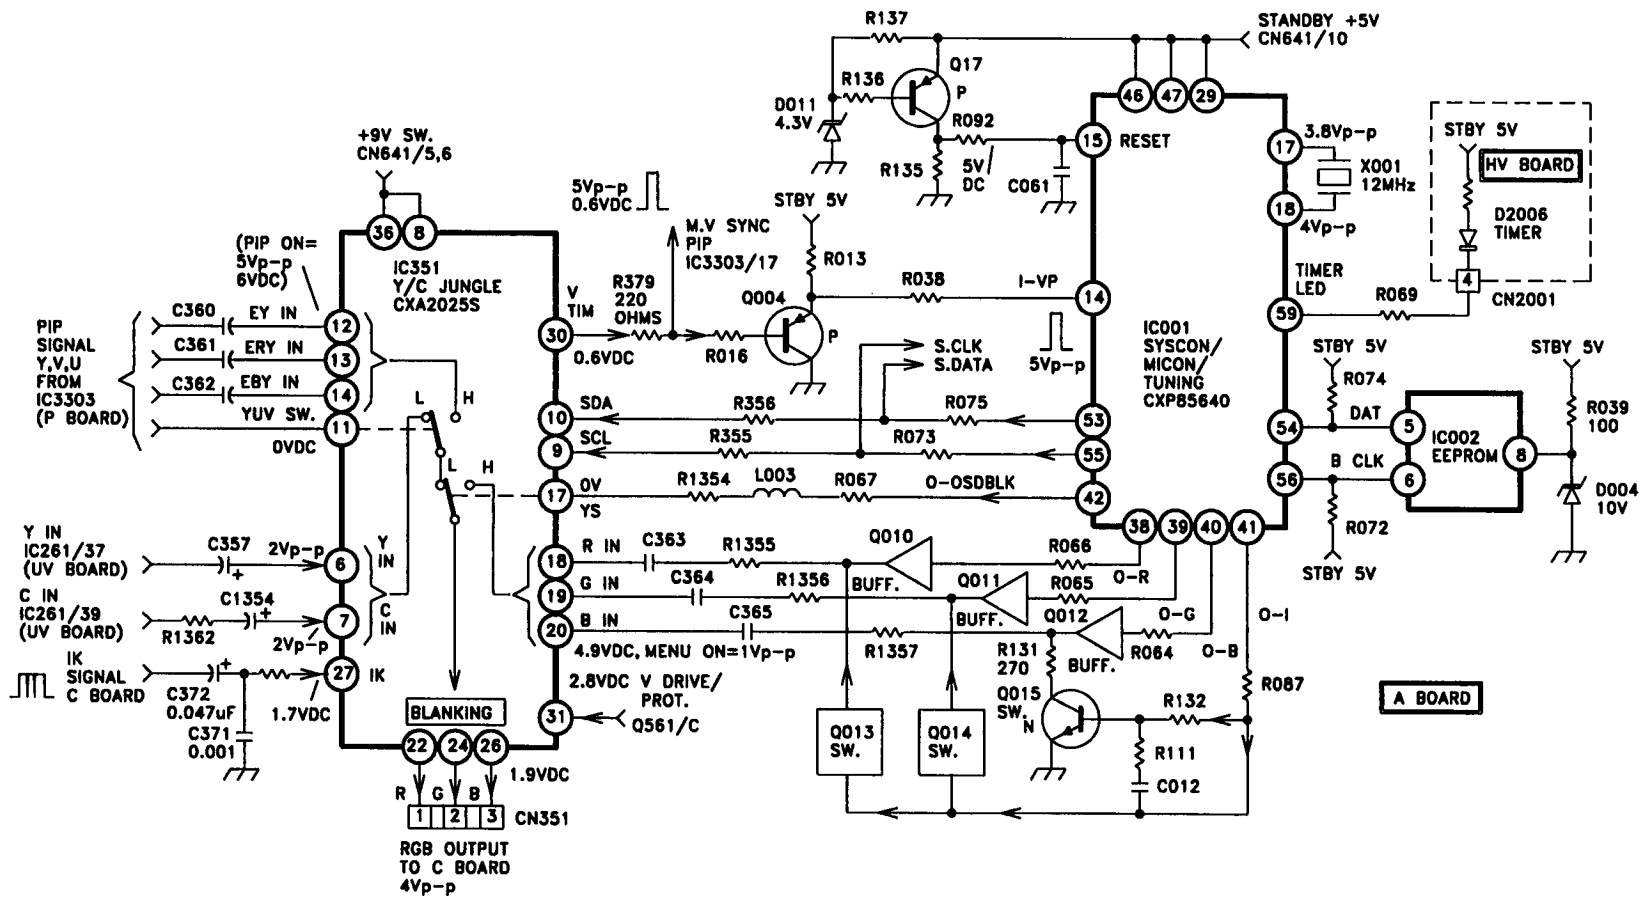 R137
STANDBY +5V
CN641/10
Q17
P
R136
D011
4.3V
R092
R135
5V
DC
C061
46
47
29
15
RESET
17
3.8Vp-p
X001
12MHz
18
4Vp-p
STBY 5V
HV BOARD
D2006
TIMER
4
CN2001
TIMER
LED
59
R069
+9V SW.
CN641/5,6
36
8
IC351
Y/C JUNGLE
CXA2025S
(PIP ON=
5Vp-p
6VDC)
5Vp-p
0.6VDC
M.V SYNC
PIP
IC3303/17
STBY 5V
R013
R038
I-VP
14
V
TIM
30
R379
220
OHMS
0.6VDC
R016
Q004
P
5Vp-p
IC001
SYSCON/
MICON/
TUNING
CXP85640
PIP
SIGNAL
Y,V,U
FROM
IC3303
(P BOARD)
C360
EY IN
12
C361
ERY IN
13
C362
EBY IN
14
YUV SW.
11
0VDC
L
H
L
H
S.CLK
S.DATA
10
SDA
R356
R075
53
9
SCL
R355
R073
55
17
0V
YS
R1354
L003
R067
O-OSDBLK
42
STBY 5V
R074
54
DAT
5
IC002
EEPROM
8
56
B CLK
6
R072
STBY 5V
STBY 5V
R039
100
D004
10V
38
39
40
41
Y IN
IC261/37
(UV BOARD)
C357
+
2Vp-p
6
Y
IN
C IN
IC261/39
(UV BOARD)
R1362
C1354
+
2Vp-p
7
C
IN
IK
SIGNAL
C BOARD
C372
0.047uF
+
C371
0.001
1.7VDC
27
IK
18
R IN
C363
R1355
Q010
BUFF.
R066
O-R
19
G IN
C364
R1356
Q011
BUFF.
R065
O-G
20
B IN
C365
R1357
Q012
BUFF.
R064
O-B
O-I
4.9VDC, MENU ON=1Vp-p
2.8VDC
V DRIVE/
PROT.
31
Q561/C
R131
270
Q015
SW.
N
R132
R087
R111
C012
Q013
SW.
Q014
SW.
A BOARD
BLANKING
22
24
26
1.9VDC
R
G
B
1
2
3
CN351
RGB OUTPUT
TO C BOARD
4Vp-p